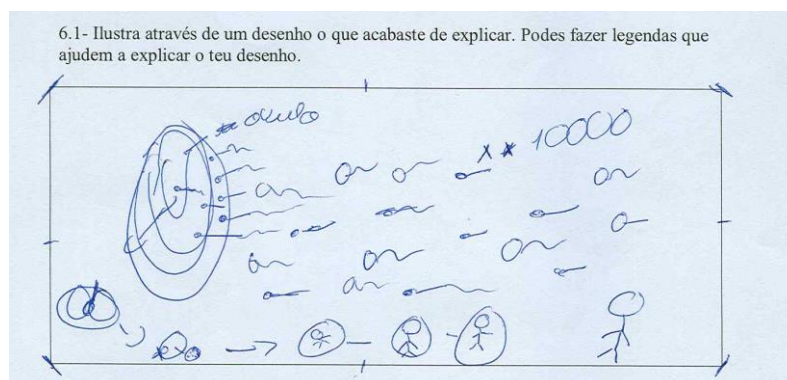 6.1- Ilustra através de um desenho o que acabaste de explicar. Podes fazer legendas que
ajudem a explicar o teu desenho.
óvulo
x * 10000